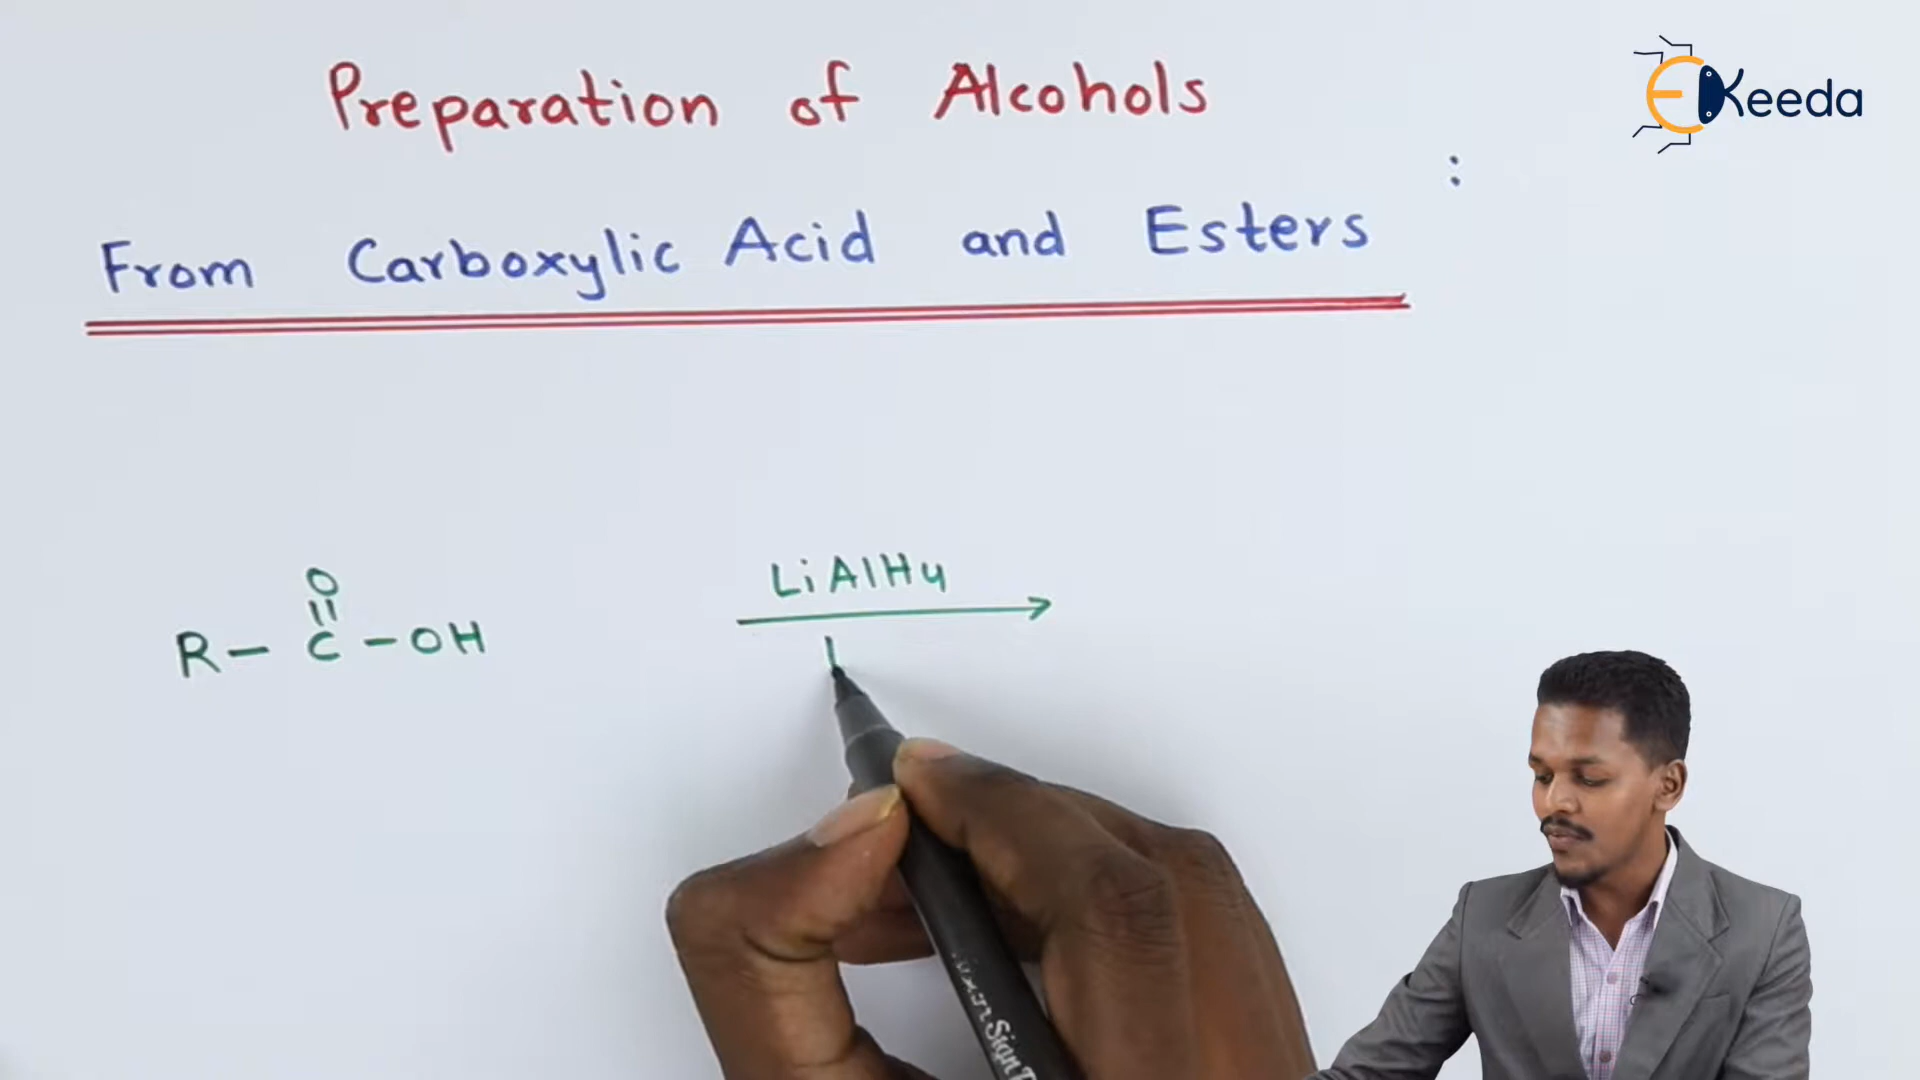 Preparation of Alcohols
EKeeda
:
From Carboxylic Acid and Esters
LiAlH4
O
R - C - OH